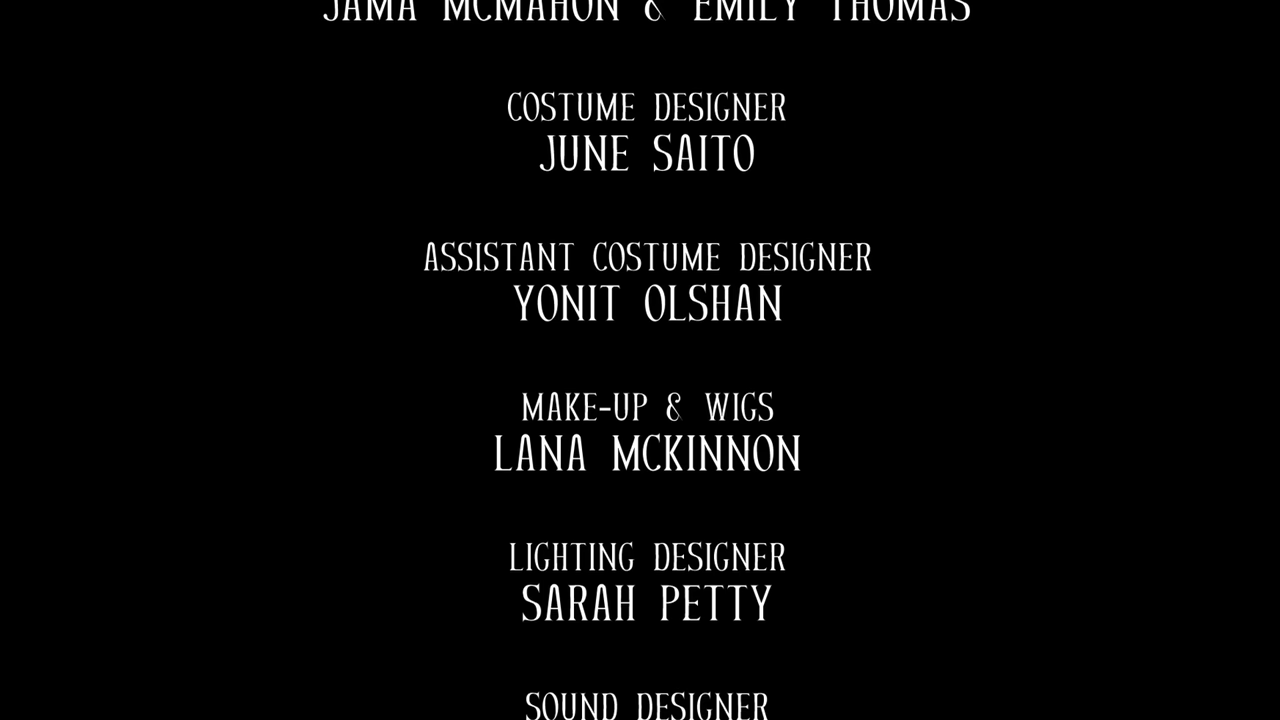 JAMA MCMAHON & EMILY THOMAS
COSTUME DESIGNER
JUNE SAITO
ASSISTANT COSTUME DESIGNER
YONIT OLSHAN
MAKE-UP & WIGS
LANA MCKINNON
LIGHTING DESIGNER
SARAH PETTY
SOUND DESIGNER